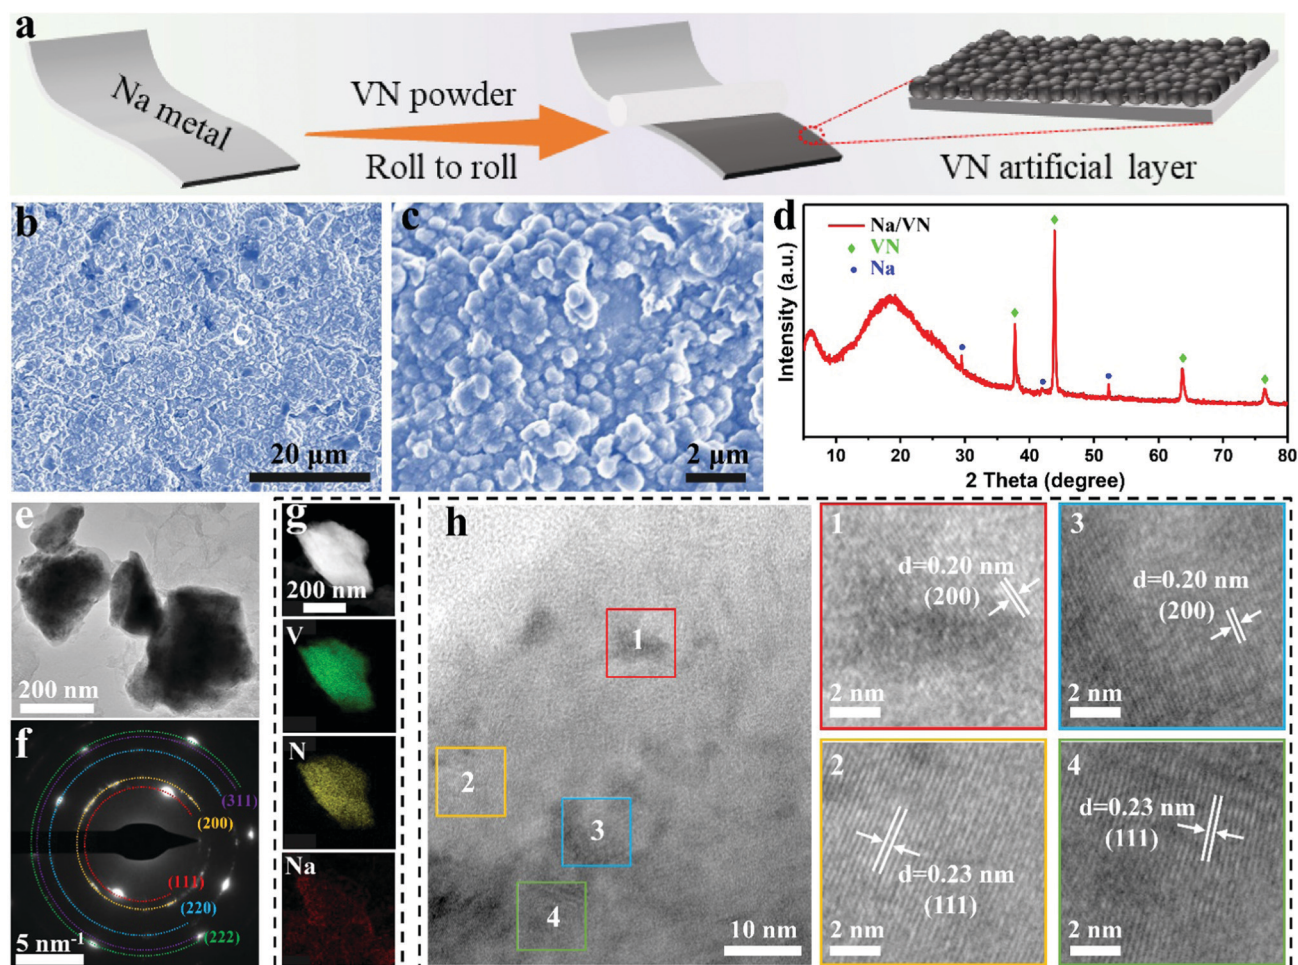 a
Na metal
VN powder
Roll to roll
VN artificial layer
b
20 μm
c
2 μm
d
Na/VN
VN
Na
Intensity (a.u.)
10 20 30 40 50 60 70 80
2 Theta (degree)
e
200 nm
f
(311)
(200)
(111)
(220)
(222)
5 nm-1
g
200 nm
V
N
Na
h
1
2
3
4
10 nm
1
d=0.20 nm
(200)
2 nm
3
d=0.20 nm
(200)
2 nm
2
d=0.23 nm
(111)
2 nm
4
d=0.23 nm
(111)
2 nm